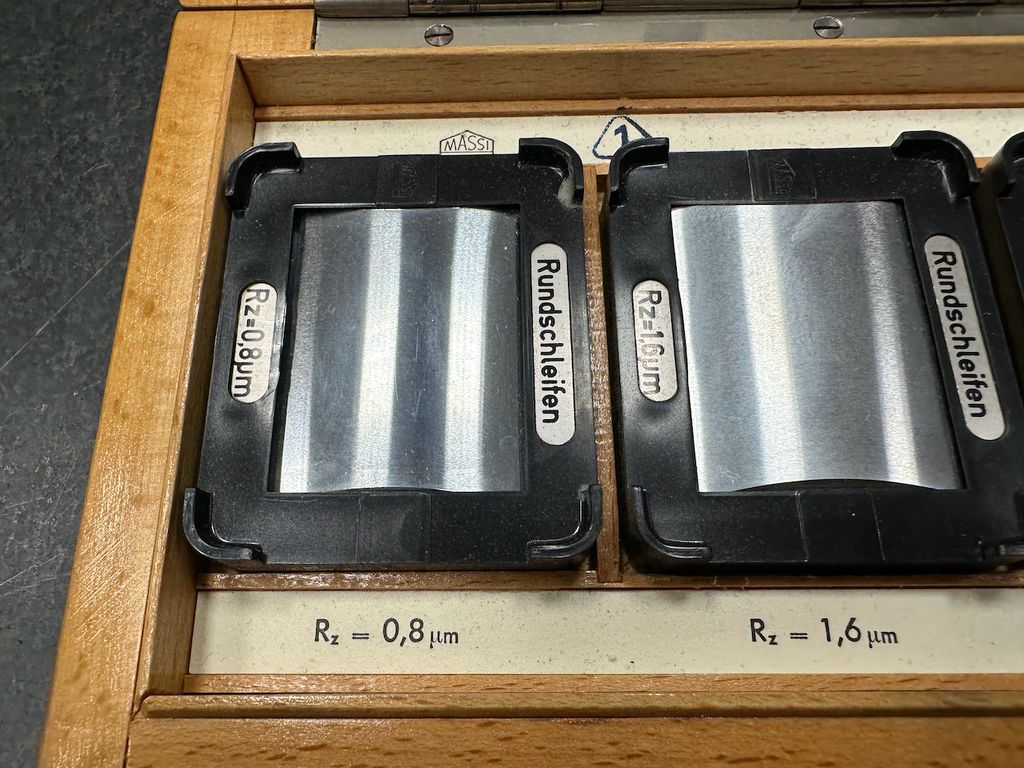 MASSI
1
Rz=0,8µm
Rundschleifen
Rz=1,6µm
Rundschleifen
Rz = 0,8 µm
Rz = 1,6 µm